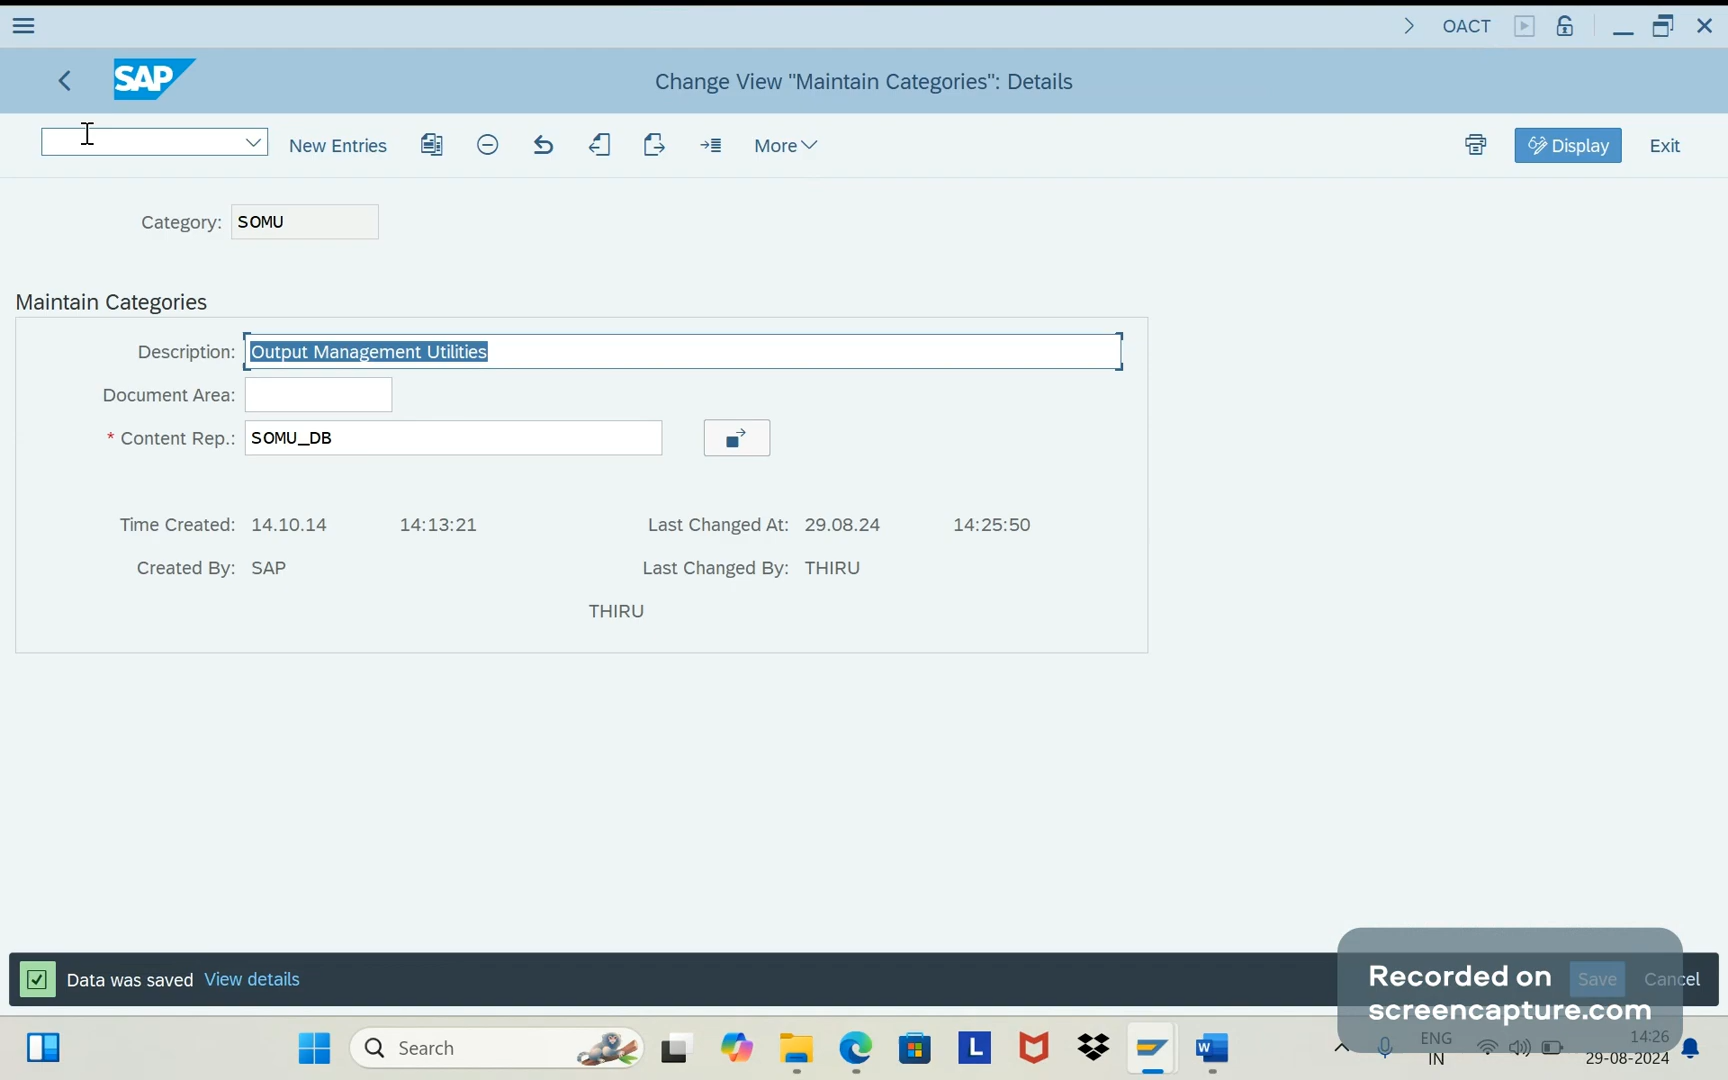 OACT
SAP
Change View "Maintain Categories": Details
New Entries
More
Display
Exit
Category: SOMU
Maintain Categories
Description: Output Management Utilities
Document Area:
* Content Rep.: SOMU_DB
Time Created: 14.10.14 14:13:21 Last Changed At: 29.08.24 14:25:50
Created By: SAP Last Changed By: THIRU
THIRU
Data was saved View details
Save
Cancel
Recorded on
screencapture.com
Search
L
W
ENG
IN
14:26
29-08-2024